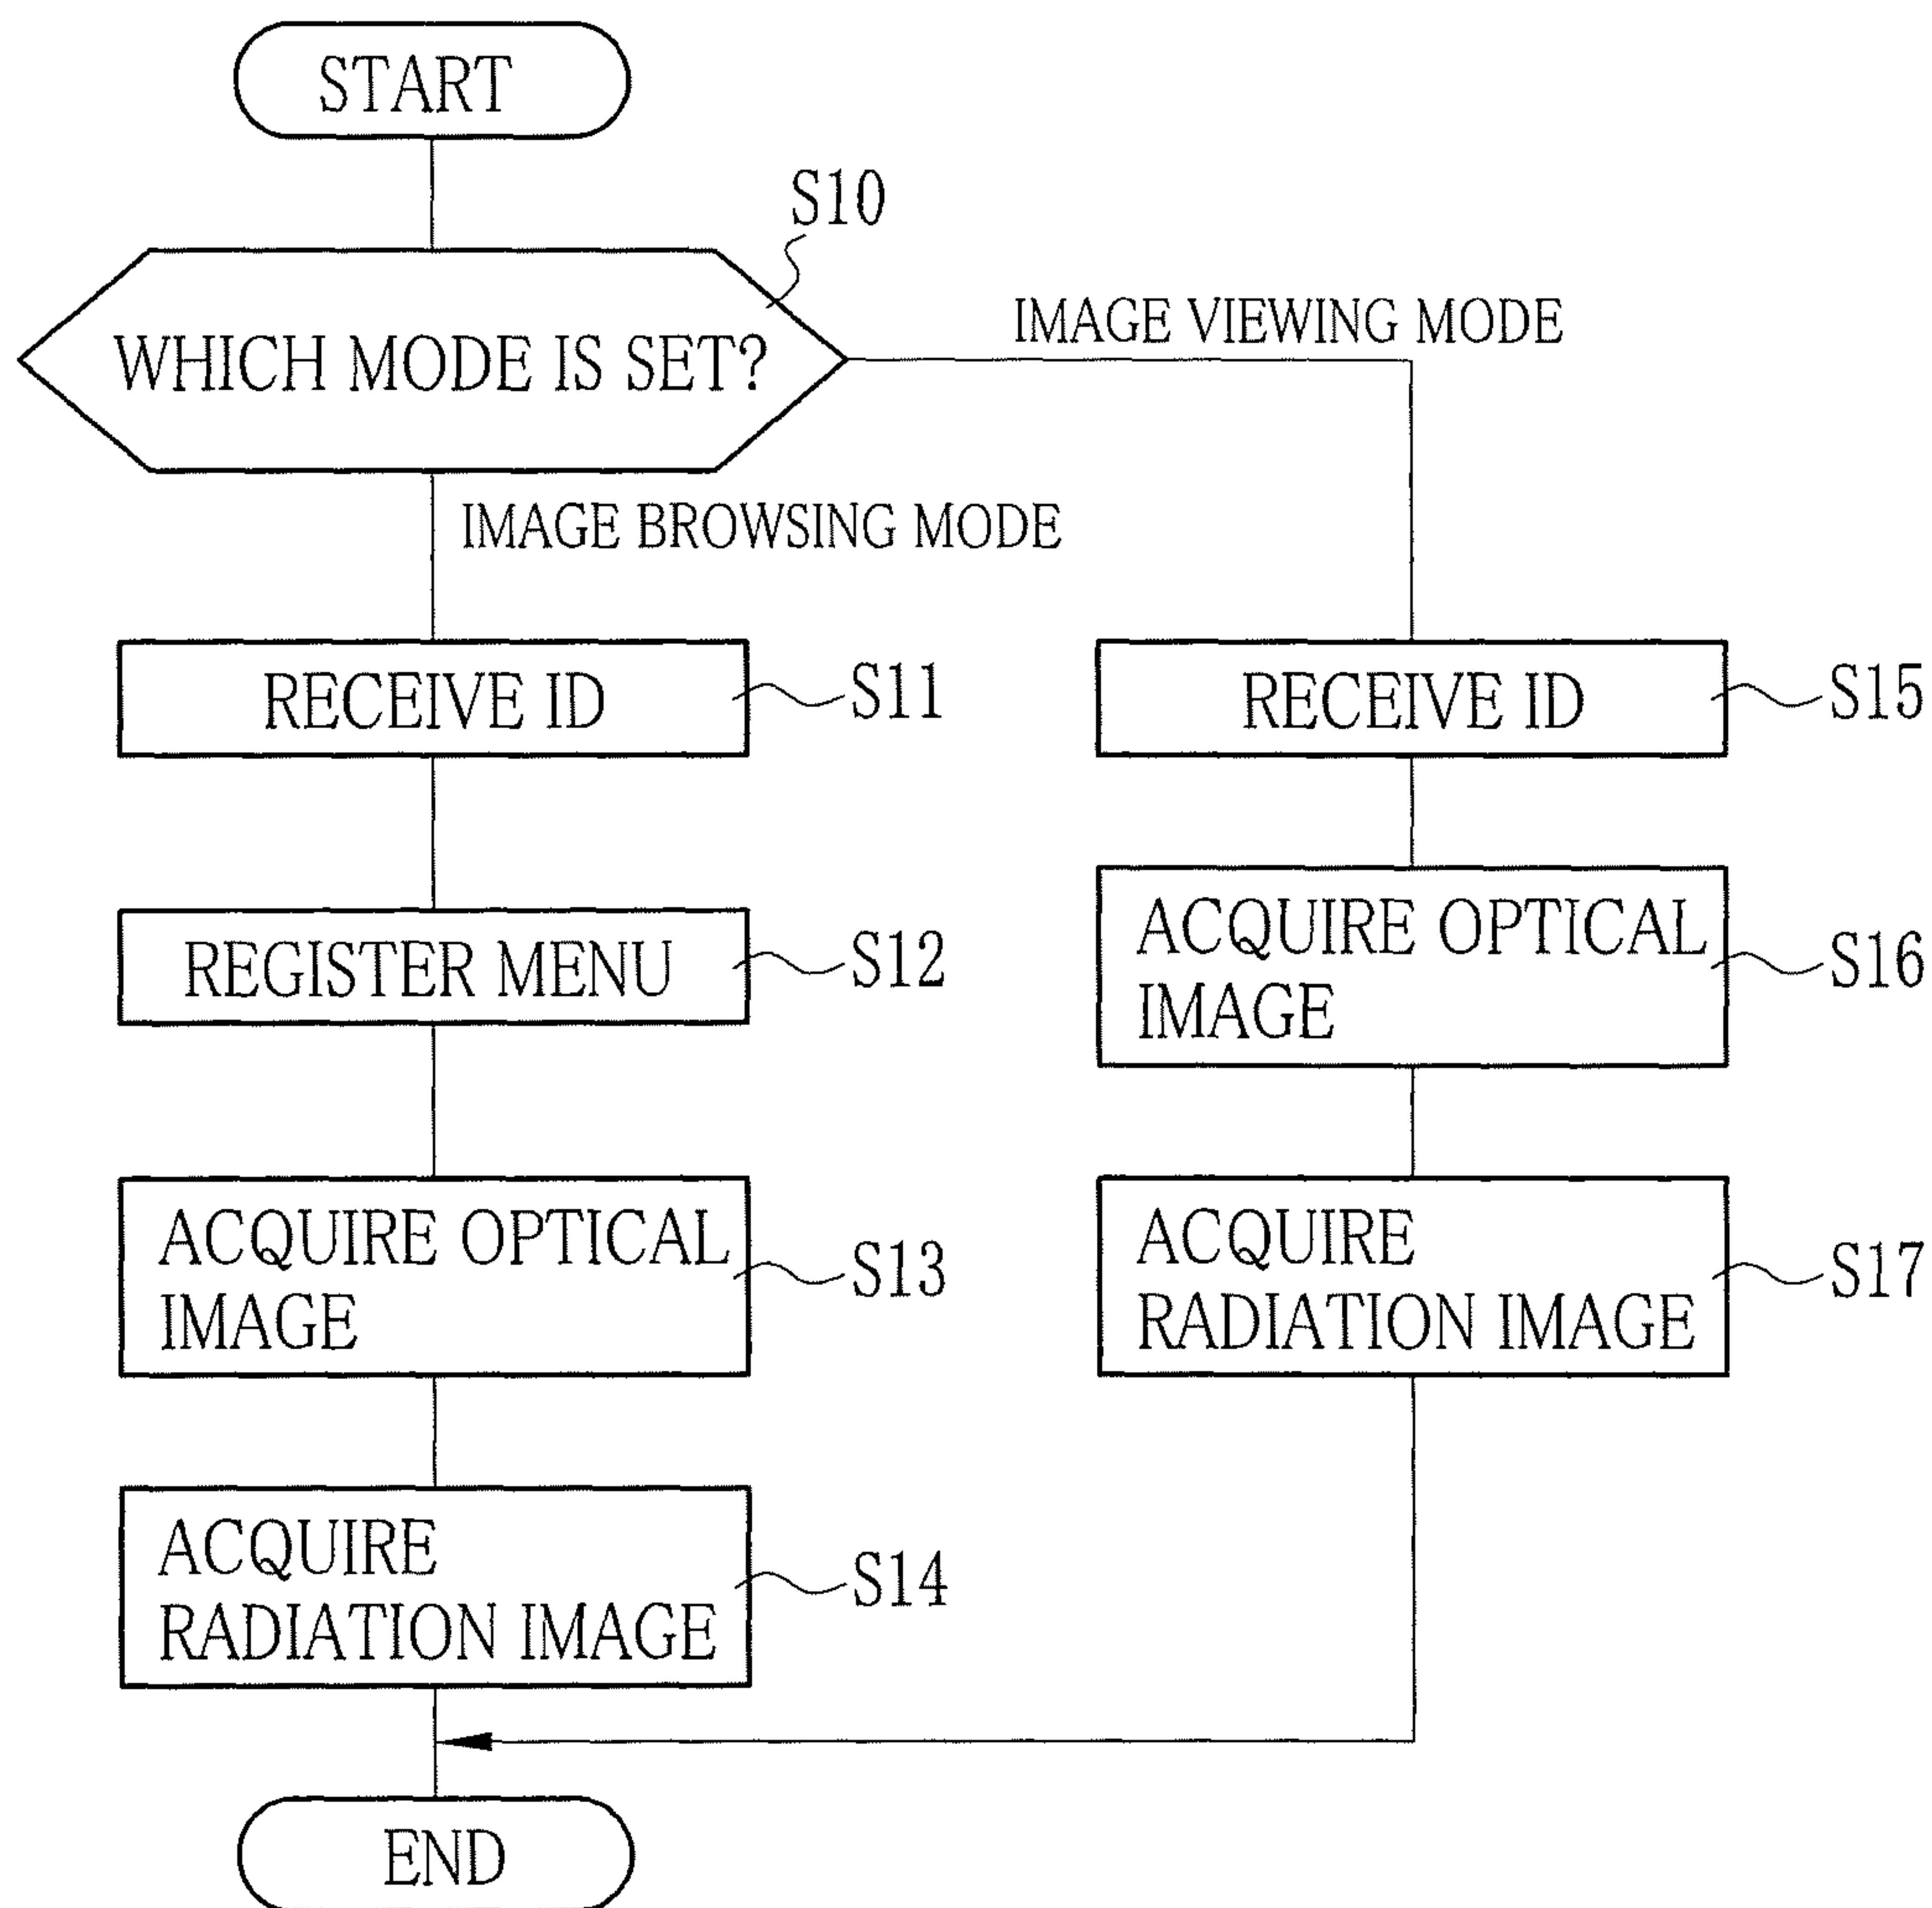 START
S10
WHICH MODE IS SET?
IMAGE VIEWING MODE
IMAGE BROWSING MODE
RECEIVE ID
S11
REGISTER MENU
S12
ACQUIRE OPTICAL
IMAGE
S13
ACQUIRE
RADIATION IMAGE
S14
RECEIVE ID
S15
ACQUIRE OPTICAL
IMAGE
S16
ACQUIRE
RADIATION IMAGE
S17
END